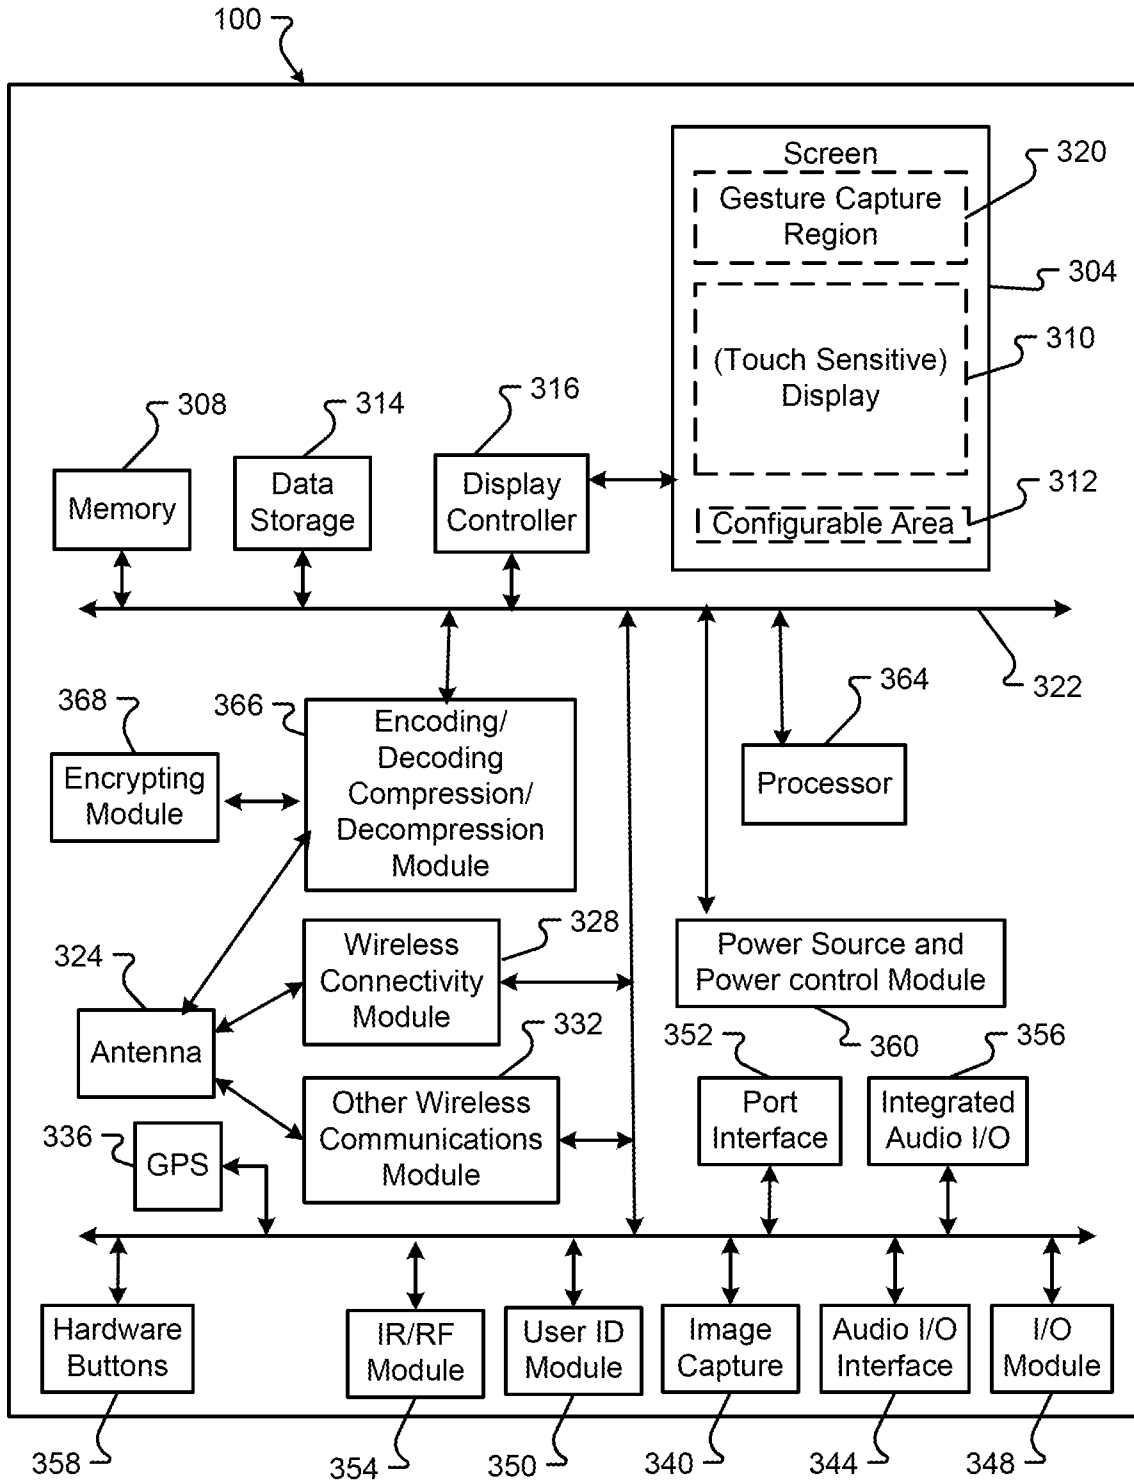 100
Screen
320
Gesture Capture
Region
304
310
(Touch Sensitive)
Display
308
314
316
Memory
Data
Storage
Display
Controller
312
Configurable Area
322
368
366
364
Encrypting
Module
Encoding/
Decoding
Compression/
Decompression
Module
Processor
324
328
Wireless
Connectivity
Module
Power Source and
Power control Module
Antenna
332
352
360
356
Other Wireless
Communications
Module
Port
Interface
Integrated
Audio I/O
336
GPS
Hardware
Buttons
IR/RF
Module
User ID
Module
Image
Capture
Audio I/O
Interface
I/O
Module
358
354
350
340
344
348